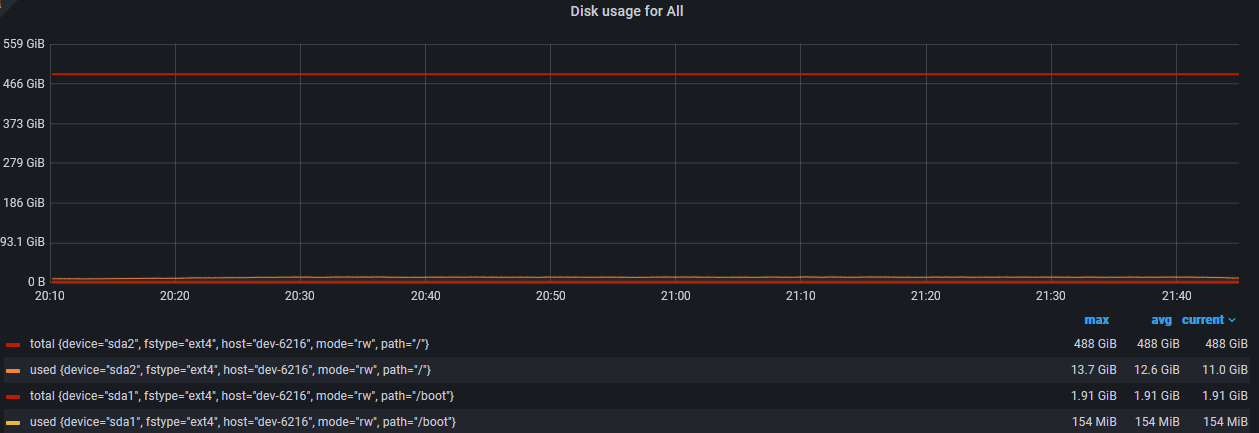 Disk usage for All
559 GiB
466 GiB
373 GiB
279 GiB
186 GiB
93.1 GiB
0 B
20:10 20:20 20:30 20:40 20:50 21:00 21:10 21:20 21:30 21:40
max avg current
total {device="sda2", fstype="ext4", host="dev-6216", mode="rw", path="/"} 488 GiB 488 GiB 488 GiB
used {device="sda2", fstype="ext4", host="dev-6216", mode="rw", path="/"} 13.7 GiB 12.6 GiB 11.0 GiB
total {device="sda1", fstype="ext4", host="dev-6216", mode="rw", path="/boot"} 1.91 GiB 1.91 GiB 1.91 GiB
used {device="sda1", fstype="ext4", host="dev-6216", mode="rw", path="/boot"} 154 MiB 154 MiB 154 MiB